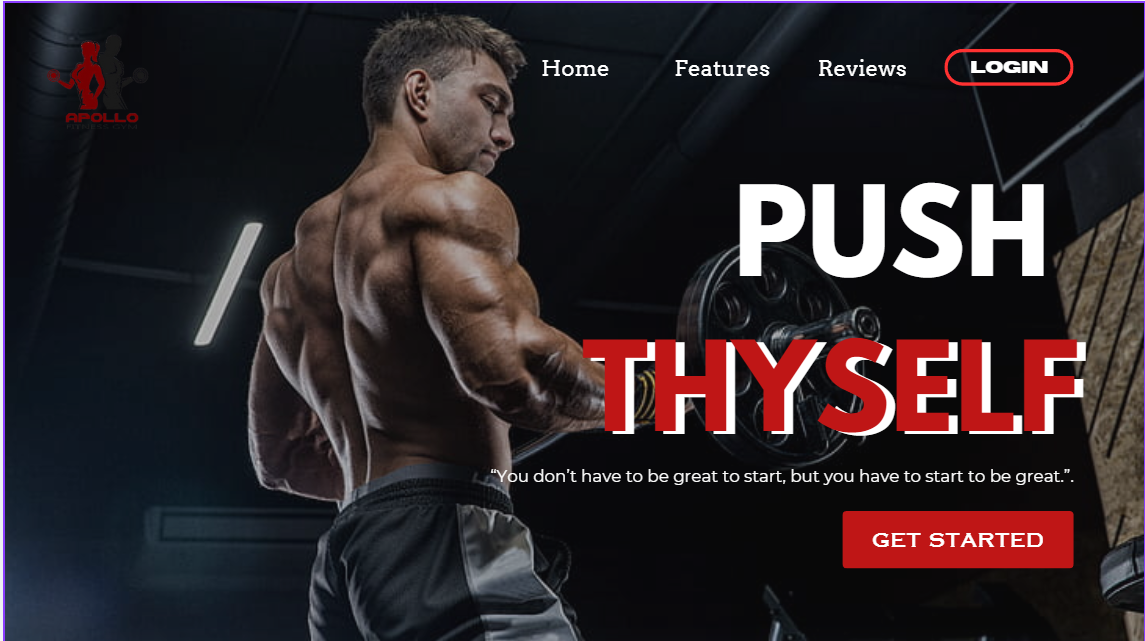 Home Features Reviews LOGIN
APOLLO
PUSH
THYSELF
“You don’t have to be great to start, but you have to start to be great.”.
GET STARTED